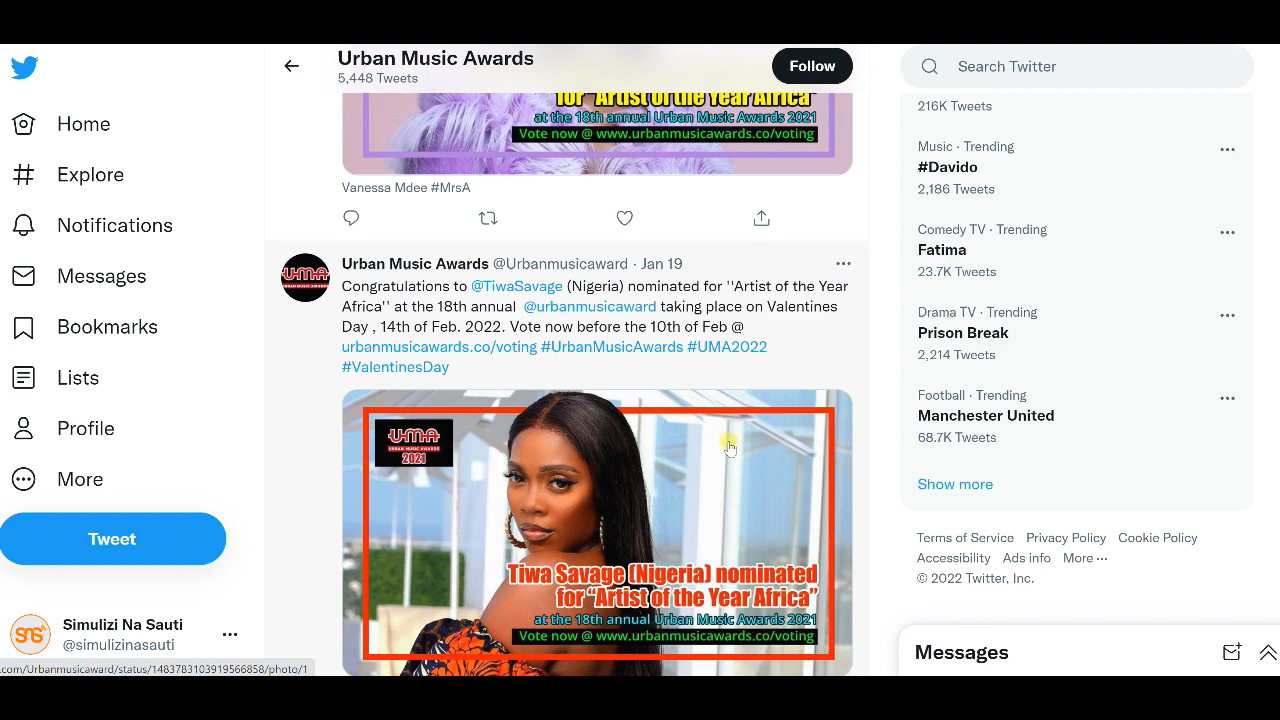 Urban Music Awards
5,448 Tweets
Follow
Search Twitter
Home
Explore
Notifications
Messages
Bookmarks
Lists
Profile
More
Tweet
Simulizi Na Sauti
@simulizinasauti
.com/Urbanmusicaward/status/1483783103919566858/photo/1
for "Artist of the Year Africa"
at the 18th annual Urban Music Awards 2021
Vote now @ www.urbanmusicawards.co/voting
Vanessa Mdee #MrsA
Urban Music Awards @Urbanmusicaward · Jan 19
Congratulations to @TiwaSavage (Nigeria) nominated for ''Artist of the Year
Africa'' at the 18th annual @urbanmusicaward taking place on Valentines
Day , 14th of Feb. 2022. Vote now before the 10th of Feb @
urbanmusicawards.co/voting #UrbanMusicAwards #UMA2022
#ValentinesDay
UMA
URBAN MUSIC AWARDS
UMA
URBAN MUSIC AWARDS
2021
Tiwa Savage (Nigeria) nominated
for "Artist of the Year Africa"
at the 18th annual Urban Music Awards 2021
Vote now @ www.urbanmusicawards.co/voting
216K Tweets
Music · Trending
#Davido
2,186 Tweets
Comedy TV · Trending
Fatima
23.7K Tweets
Drama TV · Trending
Prison Break
2,214 Tweets
Football · Trending
Manchester United
68.7K Tweets
Show more
Terms of Service Privacy Policy Cookie Policy
Accessibility Ads info More ···
© 2022 Twitter, Inc.
Messages
SNS